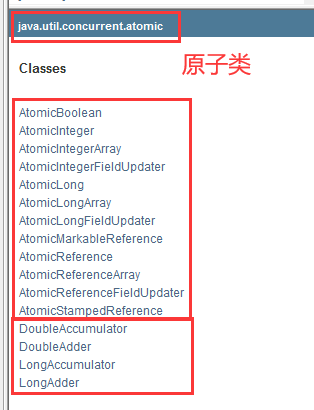 java.util.concurrent.atomic
Classes
原子类
AtomicBoolean
AtomicInteger
AtomicIntegerArray
AtomicIntegerFieldUpdater
AtomicLong
AtomicLongArray
AtomicLongFieldUpdater
AtomicMarkableReference
AtomicReference
AtomicReferenceArray
AtomicReferenceFieldUpdater
AtomicStampedReference
DoubleAccumulator
DoubleAdder
LongAccumulator
LongAdder